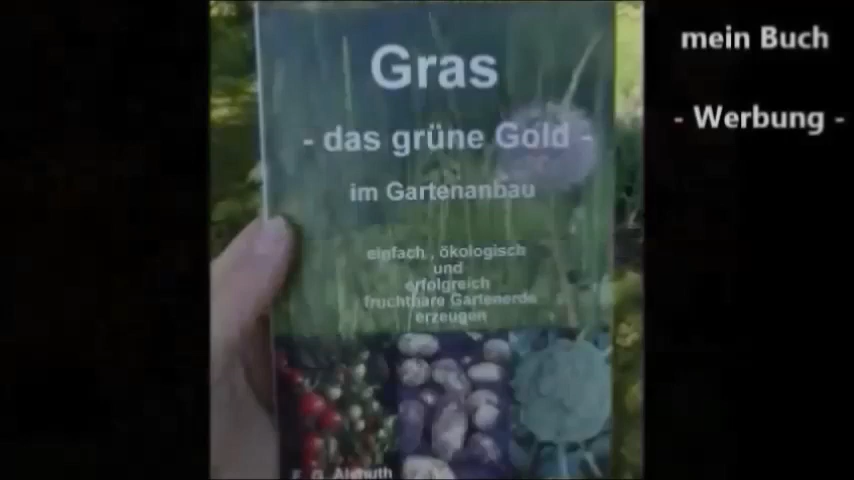 Gras
- das grüne Gold -
im Gartenanbau
einfach , ökologisch
und
erfolgreich
fruchtbare Gartenerde
erzeugen
mein Buch
- Werbung -